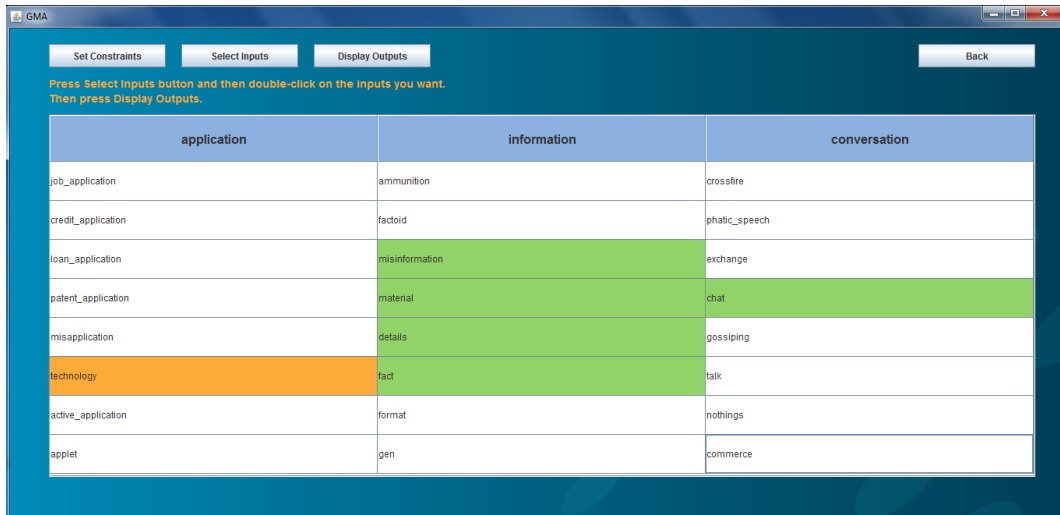 GMA
Set Constraints Select Inputs Display Outputs Back
Press Select Inputs button and then double-click on the inputs you want.
Then press Display Outputs.
application information conversation
job_application ammunition crossfire
credit_application factoid phatic_speech
loan_application misinformation exchange
patent_application material chat
misapplication details gossiping
technology fact talk
active_application format nothings
applet gen commerce